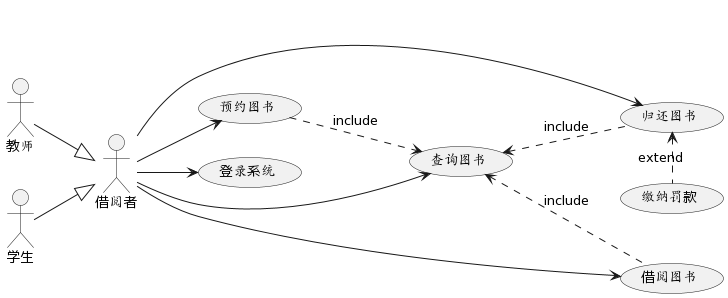 教师
学生
借阅者
预约图书
登录系统
include
查询图书
include
include
归还图书
extend
缴纳罚款
借阅图书